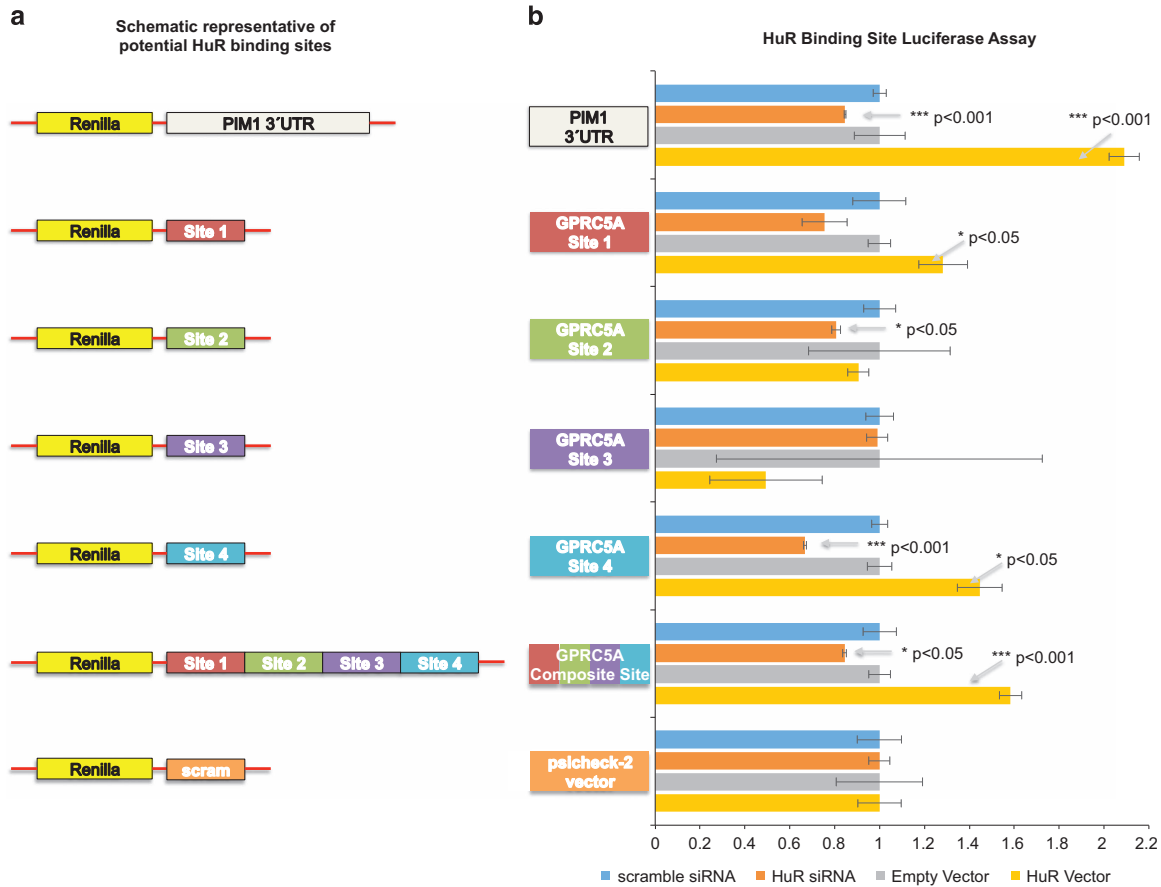 a
Schematic representative of
potential HuR binding sites
Renilla PIM1 3´UTR
Renilla Site 1
Renilla Site 2
Renilla Site 3
Renilla Site 4
Renilla Site 1 Site 2 Site 3 Site 4
Renilla scram
b
HuR Binding Site Luciferase Assay
PIM1
3´UTR
*** p<0.001
*** p<0.001
GPRC5A
Site 1
* p<0.05
GPRC5A
Site 2
* p<0.05
GPRC5A
Site 3
GPRC5A
Site 4
*** p<0.001
* p<0.05
GPRC5A
Composite Site
* p<0.05
*** p<0.001
psicheck-2
vector
0 0.2 0.4 0.6 0.8 1 1.2 1.4 1.6 1.8 2 2.2
scramble siRNA HuR siRNA Empty Vector HuR Vector